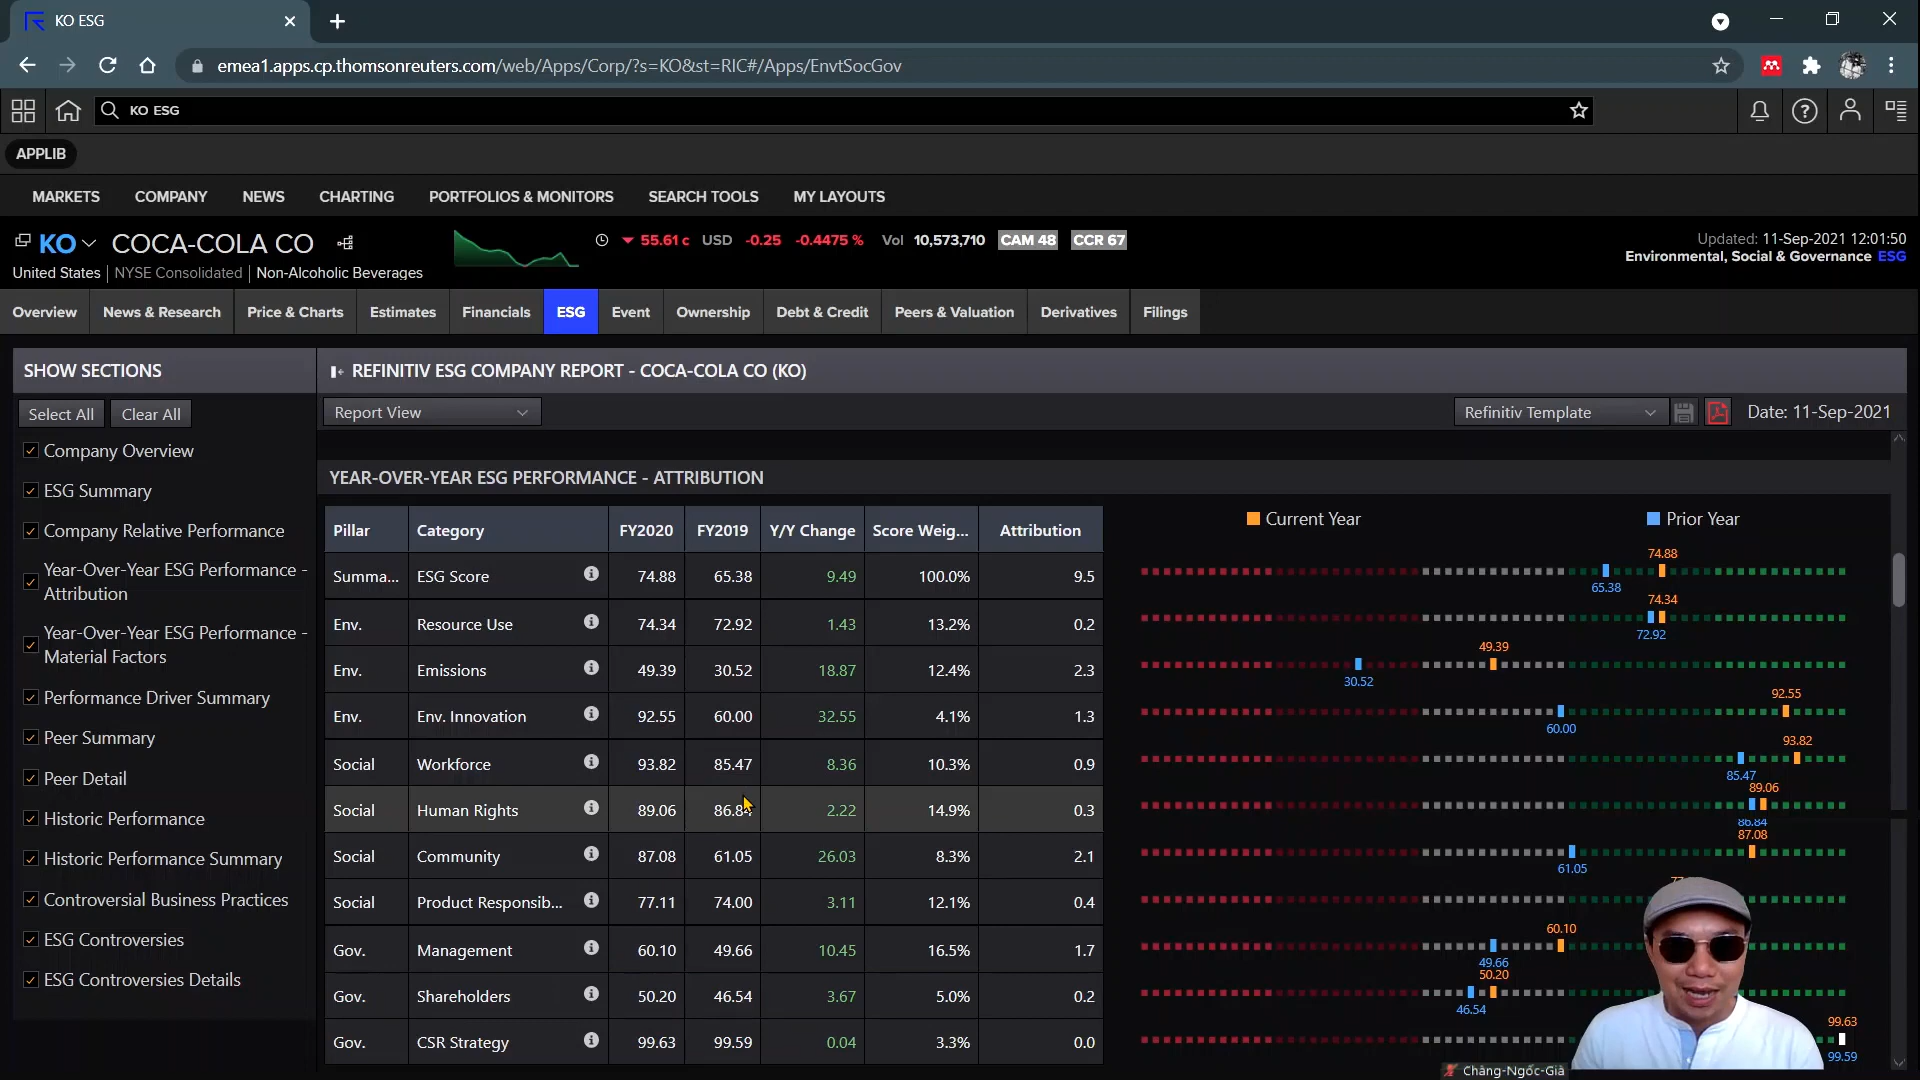 KO ESG
emea1.apps.cp.thomsonreuters.com/web/Apps/Corp/?s=KO&st=RIC#/Apps/EnvtSocGov
KO ESG
APPLIB
MARKETS COMPANY NEWS CHARTING PORTFOLIOS & MONITORS SEARCH TOOLS MY LAYOUTS
KO COCA-COLA CO 55.61 c USD -0.25 -0.4475 % Vol 10,573,710 CAM 48 CCR 67 Updated: 11-Sep-2021 12:01:50
United States NYSE Consolidated Non-Alcoholic Beverages Environmental, Social & Governance ESG
Overview News & Research Price & Charts Estimates Financials ESG Event Ownership Debt & Credit Peers & Valuation Derivatives Filings
SHOW SECTIONS
Select All Clear All
Company Overview
ESG Summary
Company Relative Performance
Year-Over-Year ESG Performance -
Attribution
Year-Over-Year ESG Performance -
Material Factors
Performance Driver Summary
Peer Summary
Peer Detail
Historic Performance
Historic Performance Summary
Controversial Business Practices
ESG Controversies
ESG Controversies Details
REFINITIV ESG COMPANY REPORT - COCA-COLA CO (KO)
Report View Refinitiv Template Date: 11-Sep-2021
YEAR-OVER-YEAR ESG PERFORMANCE - ATTRIBUTION
Pillar Category FY2020 FY2019 Y/Y Change Score Weig... Attribution
Summa... ESG Score 74.88 65.38 9.49 100.0% 9.5
Env. Resource Use 74.34 72.92 1.43 13.2% 0.2
Env. Emissions 49.39 30.52 18.87 12.4% 2.3
Env. Env. Innovation 92.55 60.00 32.55 4.1% 1.3
Social Workforce 93.82 85.47 8.36 10.3% 0.9
Social Human Rights 89.06 86.84 2.22 14.9% 0.3
Social Community 87.08 61.05 26.03 8.3% 2.1
Social Product Responsib... 77.11 74.00 3.11 12.1% 0.4
Gov. Management 60.10 49.66 10.45 16.5% 1.7
Gov. Shareholders 50.20 46.54 3.67 5.0% 0.2
Gov. CSR Strategy 99.63 99.59 0.04 3.3% 0.0
Current Year Prior Year
74.88
65.38
74.34
72.92
49.39
30.52
92.55
60.00
93.82
85.47
89.06
86.84
87.08
61.05
60.10
49.66
50.20
46.54
99.63
99.59
Chàng-Ngốc-Già